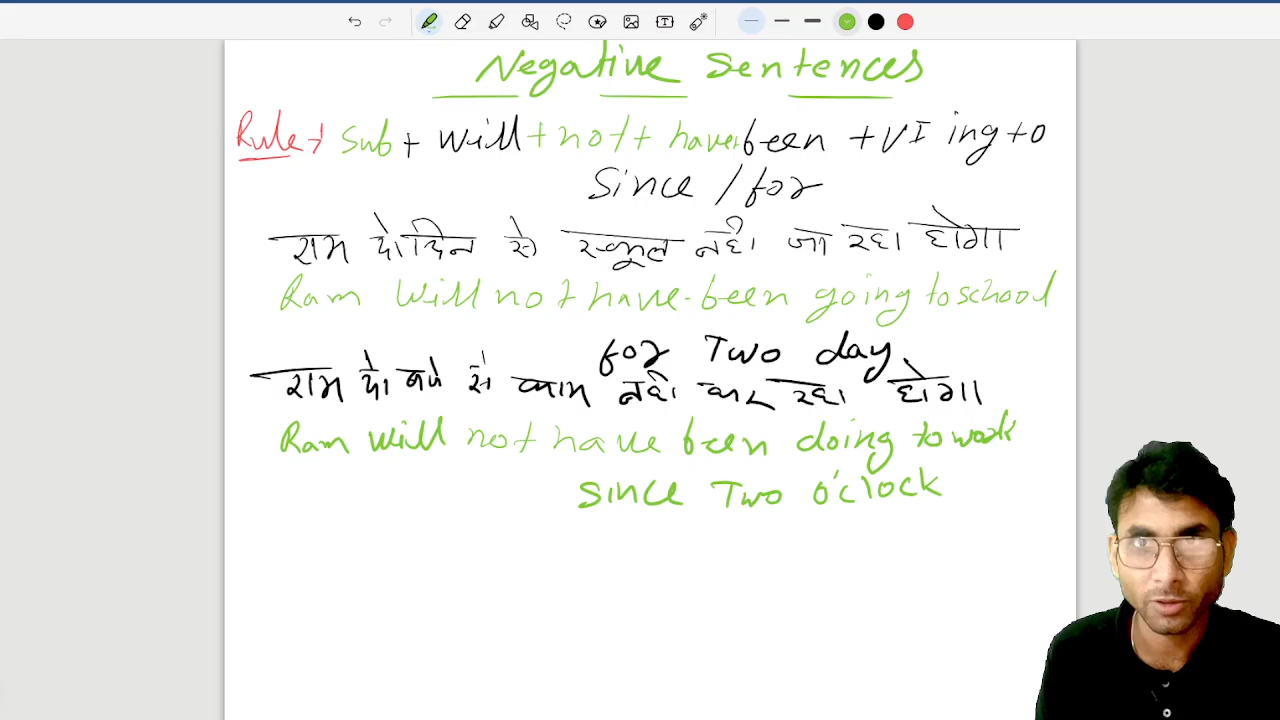 Negative Sentences
Rule + Sub + will + not + have + been + VI ing + O
Since / for
राम दो दिन से स्कूल नही जा रहा होगा
Ram will not have been going to school
for Two day
राम दो बजे से काम नही कर रहा होगा
Ram will not have been doing to work
since Two o'clock